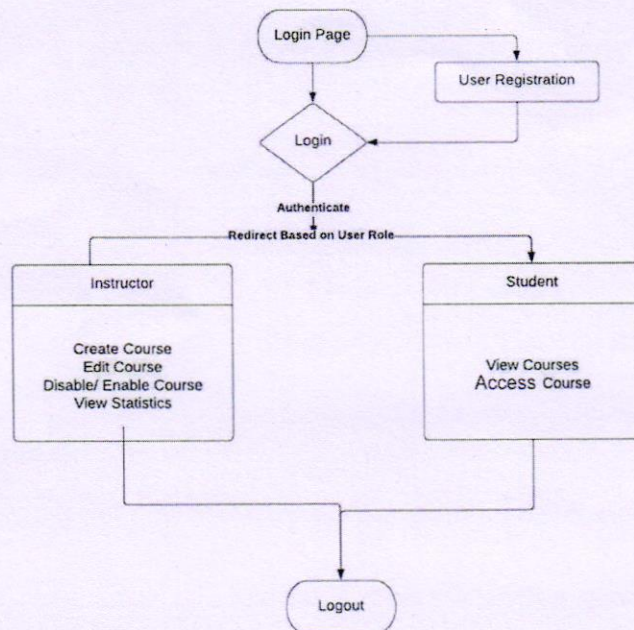 Login Page
User Registration
Login
Authenticate
Redirect Based on User Role
Instructor
Create Course
Edit Course
Disable/ Enable Course
View Statistics
Student
View Courses
Access Course
Logout